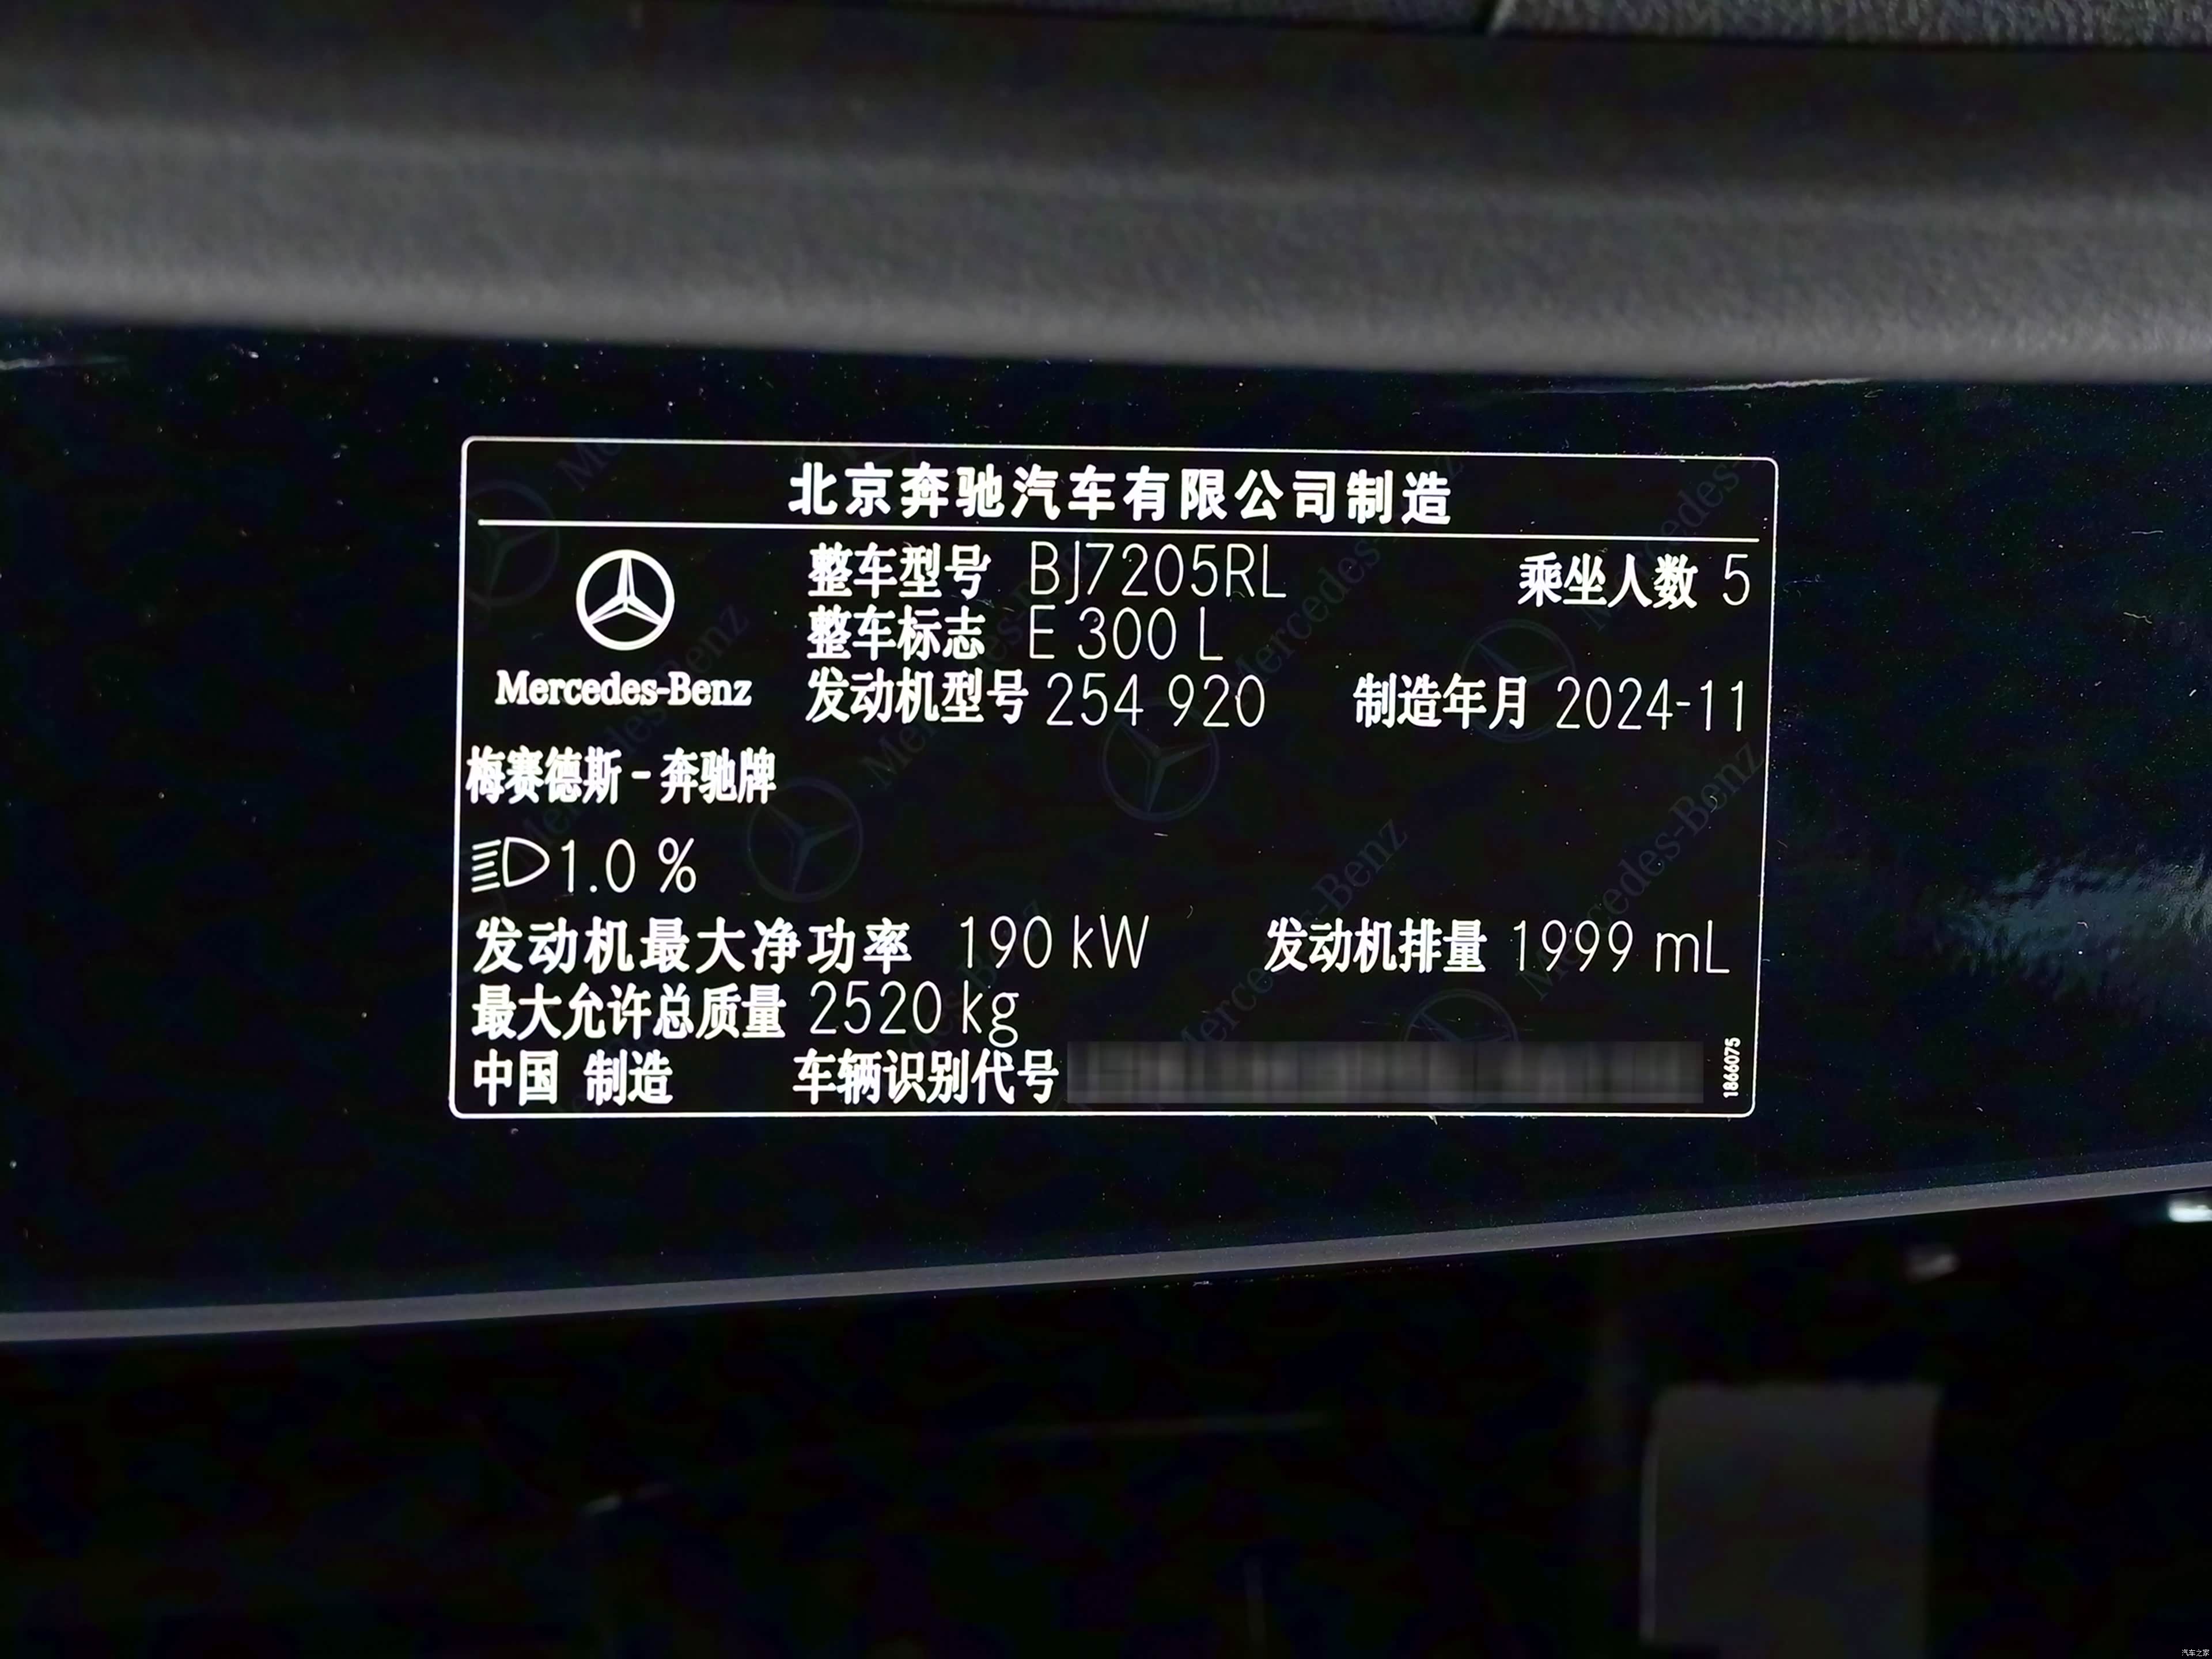 北京奔驰汽车有限公司制造
整车型号 BJ7205RL 乘坐人数 5
整车标志 E 300 L
Mercedes-Benz 发动机型号 254 920 制造年月 2024-11
梅赛德斯-奔驰牌
1.0 %
发动机最大净功率 190 kW 发动机排量 1999 mL
最大允许总质量 2520 kg
中国 制造 车辆识别代号
1866075
汽车之家